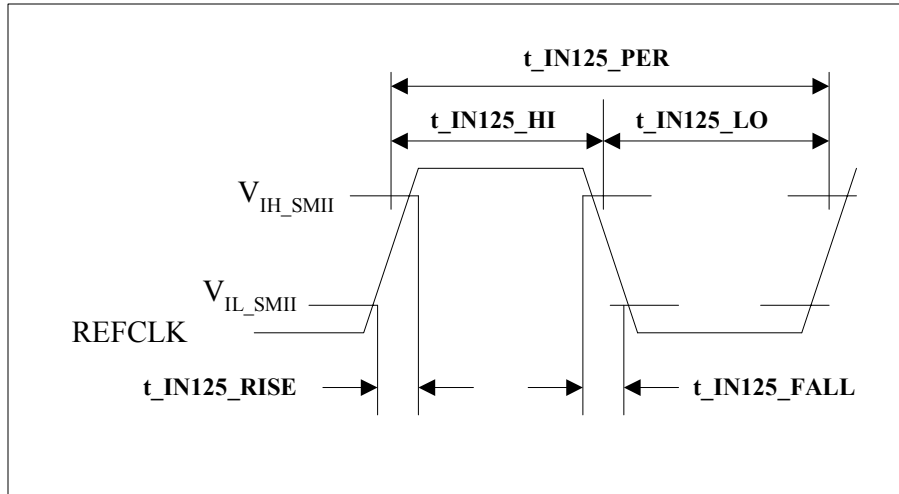 t_IN125_PER
t_IN125_HI t_IN125_LO
V_IH_SMII
V_IL_SMII
REFCLK
t_IN125_RISE t_IN125_FALL